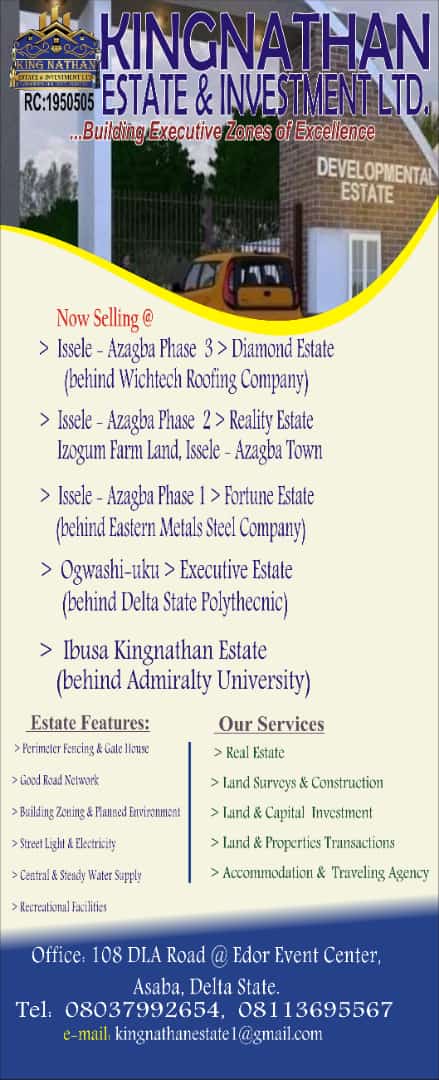 KING NATHAN
ESTATE & INVESTMENT LTD
RC:1950505
KINGNATHAN
ESTATE & INVESTMENT LTD.
...Building Executive Zones of Excellence
DEVELOPMENTAL
ESTATE
Now Selling @
> Issele - Azagba Phase 3 > Diamond Estate
(behind Wichtech Roofing Company)
> Issele - Azagba Phase 2 > Reality Estate
Izogum Farm Land, Issele - Azagba Town
> Issele - Azagba Phase 1 > Fortune Estate
(behind Eastern Metals Steel Company)
> Ogwashi-uku > Executive Estate
(behind Delta State Polythecnic)
> Ibusa Kingnathan Estate
(behind Admiralty University)
Estate Features:
> Perimeter Fencing & Gate House
> Good Road Network
> Building Zoning & Planned Environment
> Street Light & Electricity
> Central & Steady Water Supply
> Recreational Facilities
Our Services
> Real Estate
> Land Surveys & Construction
> Land & Capital Investment
> Land & Properties Transactions
> Accommodation & Traveling Agency
Office: 108 DLA Road @ Edor Event Center,
Asaba, Delta State.
Tel: 08037992654, 08113695567
e-mail: kingnathanestate1@gmail.com